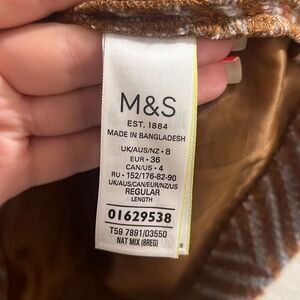 M&S
EST. 1884
MADE IN BANGLADESH
UK/AUS/NZ • 8
EUR • 36
CAN/US • 4
RU • 152/176-82-90
UK/AUS/CAN/EUR/NZ/US
REGULAR
LENGTH
01629538
T59 7891/03550
NAT MIX (8REG)